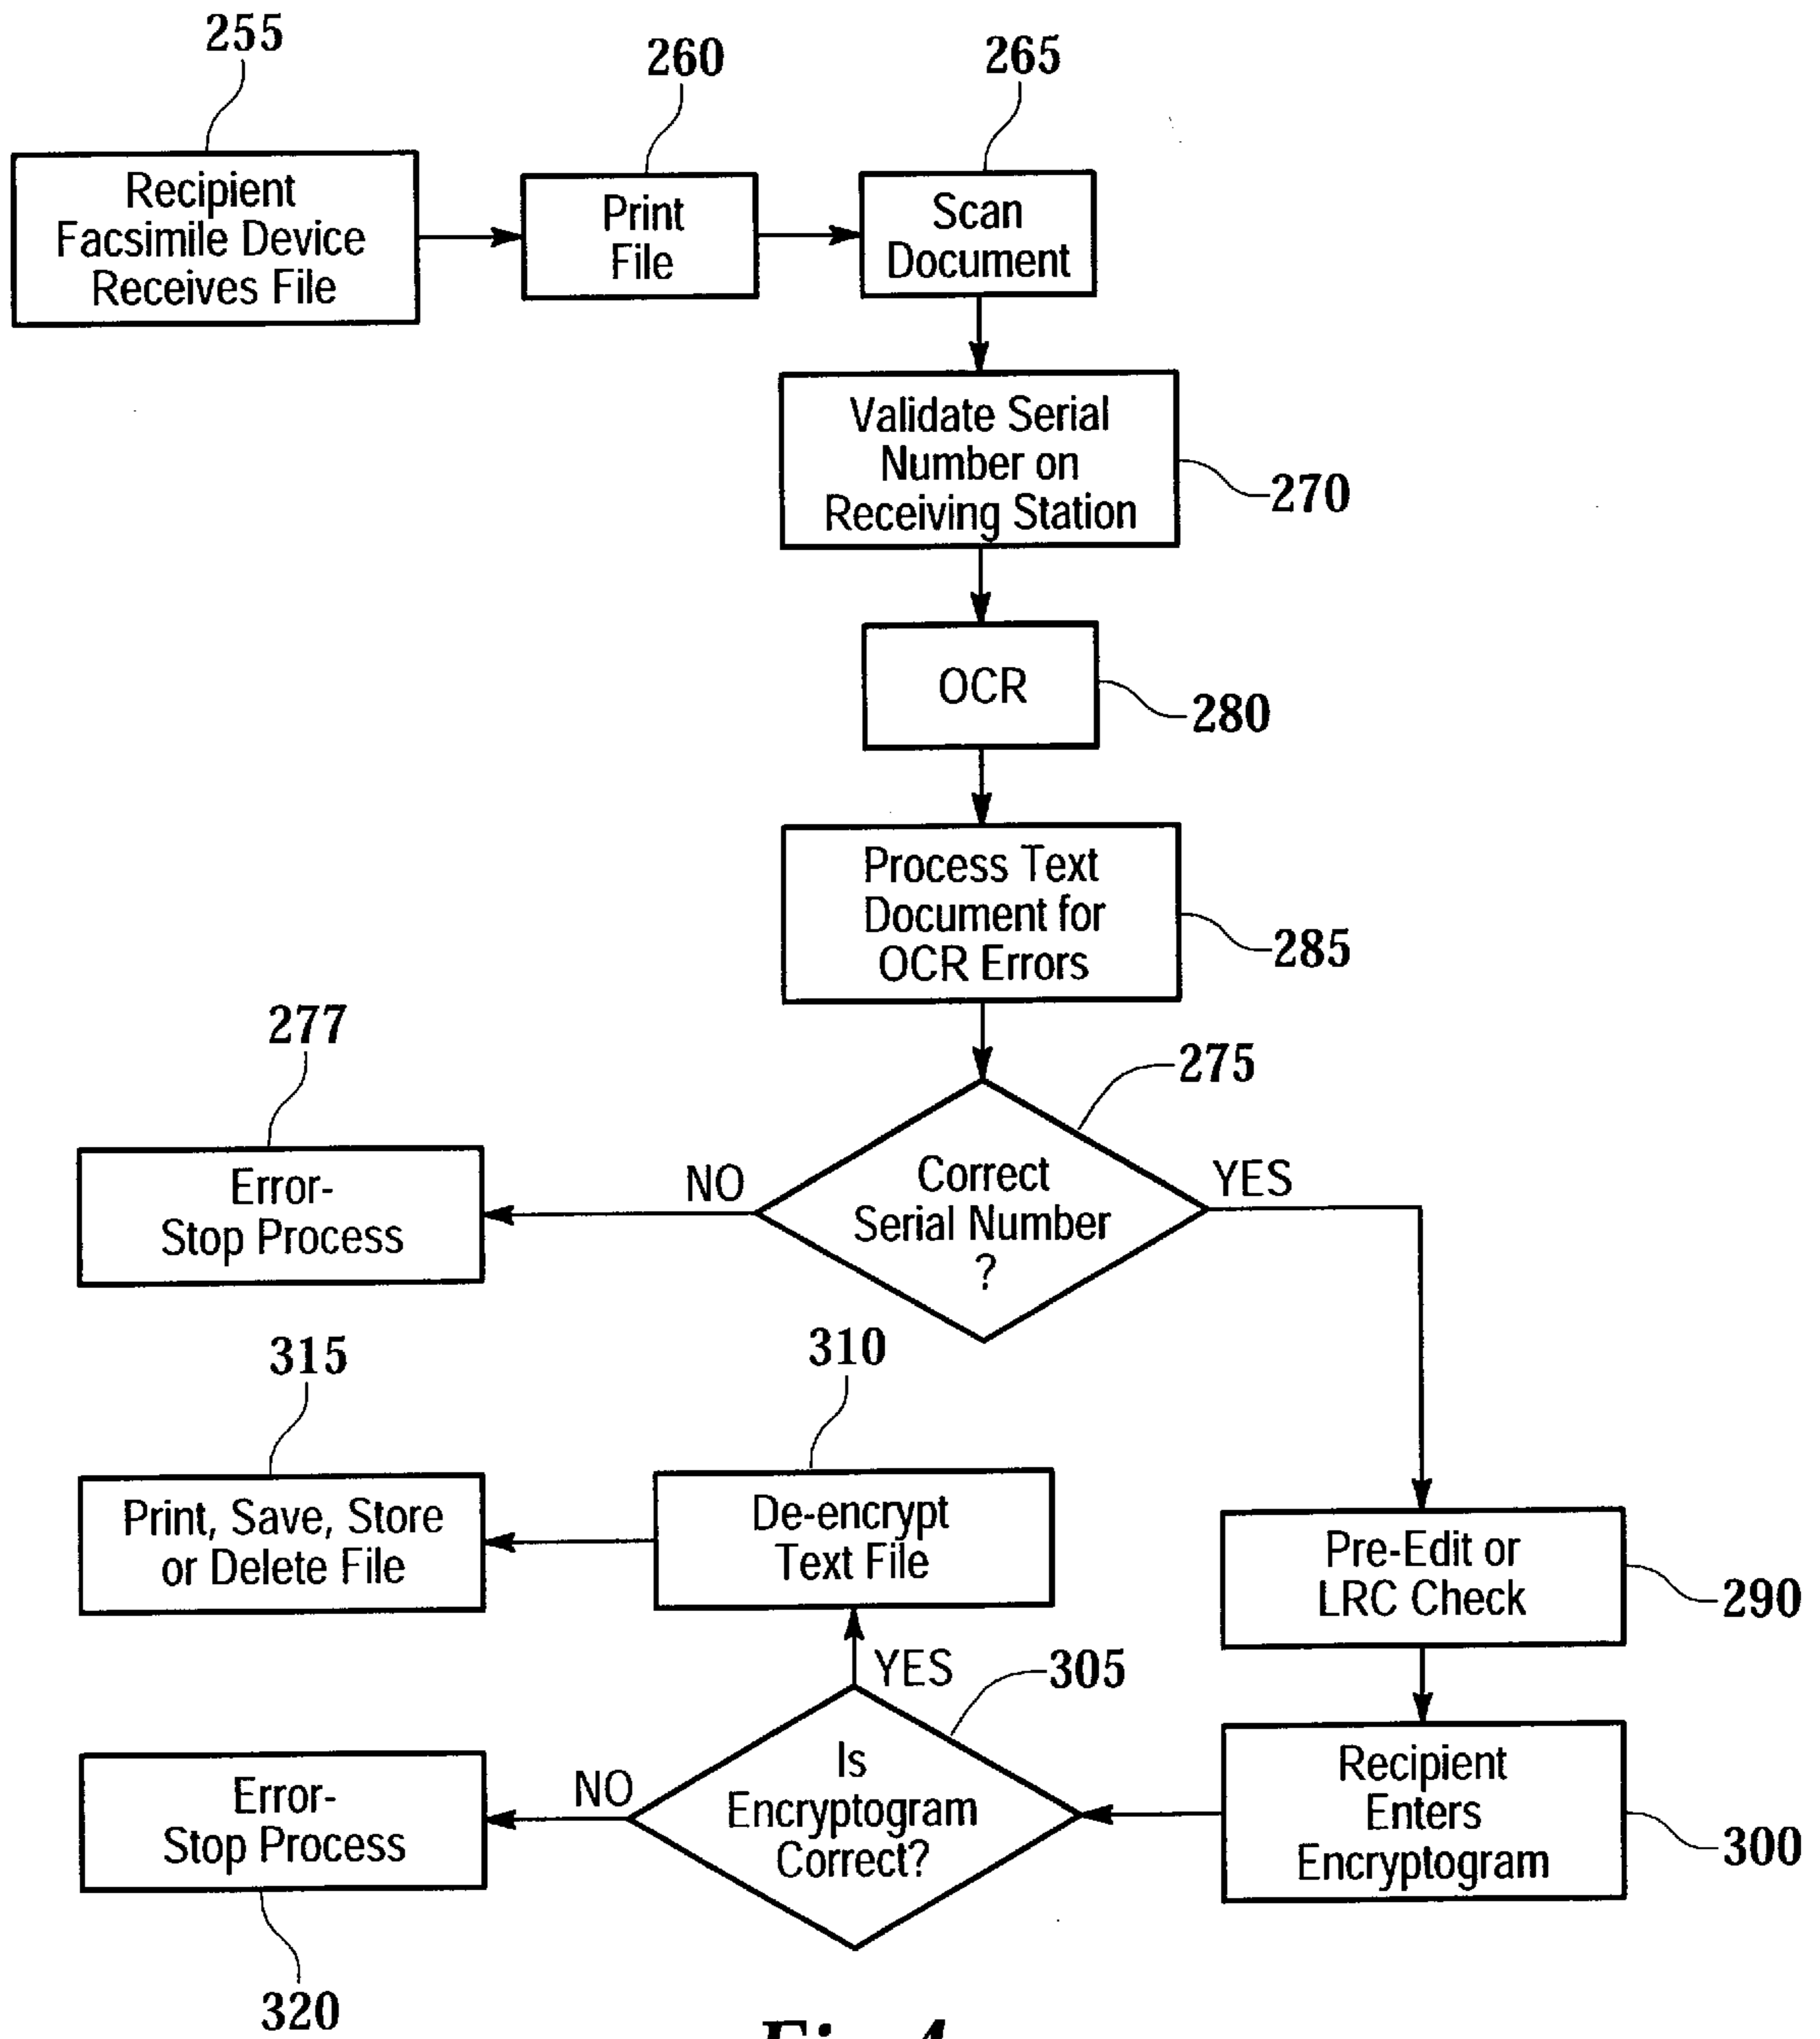 255
260
265
Recipient
Facsimile Device
Receives File
Print
File
Scan
Document
Validate Serial
Number on
Receiving Station
270
OCR
280
Process Text
Document for
OCR Errors
285
277
275
Error-
Stop Process
NO
Correct
Serial Number
?
YES
315
310
Print, Save, Store
or Delete File
De-encrypt
Text File
Pre-Edit or
LRC Check
290
YES
305
Error-
Stop Process
NO
Is
Encryptogram
Correct?
Recipient
Enters
Encryptogram
300
320